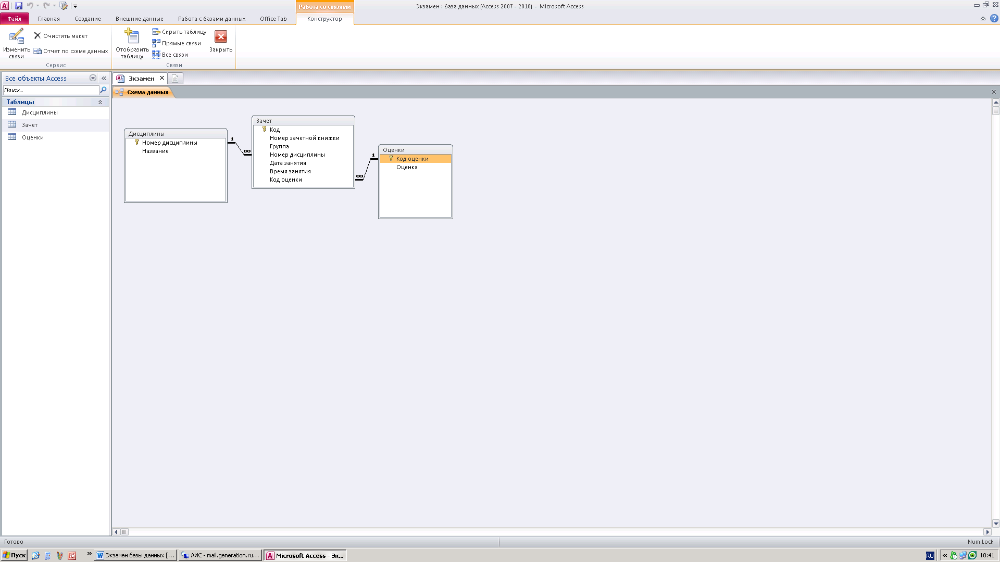 Работа со связями
Экзамен : база данных (Access 2007 - 2010) - Microsoft Access
Файл
Главная
Создание
Внешние данные
Работа с базами данных
Office Tab
Конструктор
Изменить связи
Очистить макет
Отчет по схеме данных
Сервис
Отобразить таблицу
Скрыть таблицу
Прямые связи
Все связи
Закрыть
Связи
Все объекты Access
Экзамен
Поиск...
Схема данных
Таблицы
Дисциплины
Зачет
Оценки
Дисциплины
Номер дисциплины
Название
1
∞
Зачет
Код
Номер зачетной книжки
Группа
Номер дисциплины
Дата занятия
Время занятия
Код оценки
1
∞
Оценки
Код оценки
Оценка
Готово
Num Lock
Пуск
Экзамен базы данных [...
АИС - mail.generation.ru...
Microsoft Access - Эк...
RU
10:41